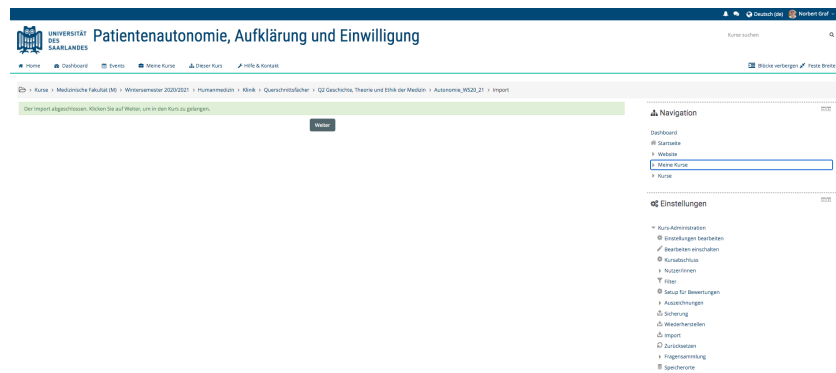 Deutsch (de) Norbert Graf
UNIVERSITÄT
DES
SAARLANDES
Patientenautonomie, Aufklärung und Einwilligung
Kurse suchen
Home Dashboard Events Meine Kurse Dieser Kurs Hilfe & Kontakt
Blöcke verbergen Feste Breite
Kurse › Medizinische Fakultät (M) › Wintersemester 2020/2021 › Humanmedizin › Klinik › Querschnittsfächer › Q2 Geschichte, Theorie und Ethik der Medizin › Autonomie_WS20_21 › Import
Der Import abgeschlossen. Klicken Sie auf Weiter, um in den Kurs zu gelangen.
Weiter
Navigation
Dashboard
Startseite
Website
Meine Kurse
Kurse
Einstellungen
Kurs-Administration
Einstellungen bearbeiten
Bearbeiten einschalten
Kursabschluss
Nutzer/innen
Filter
Setup für Bewertungen
Auszeichnungen
Sicherung
Wiederherstellen
Import
Zurücksetzen
Fragensammlung
Speicherorte